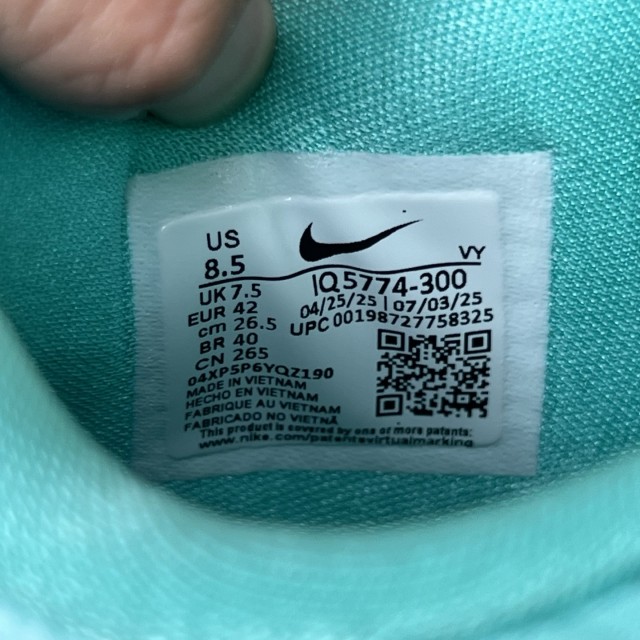 US
8.5
VY
UK 7.5
IQ5774-300
EUR 42
04/25/25 | 07/03/25
cm 26.5
UPC 00198727758325
BR 40
CN 265
04XP5P6YQZ190
MADE IN VIETNAM
HECHO EN VIETNAM
FABRIQUE AU VIETNAM
FABRICADO NO VIETNÃ
This product is covered by one or more patents:
www.nike.com/patentsvirtualmarking